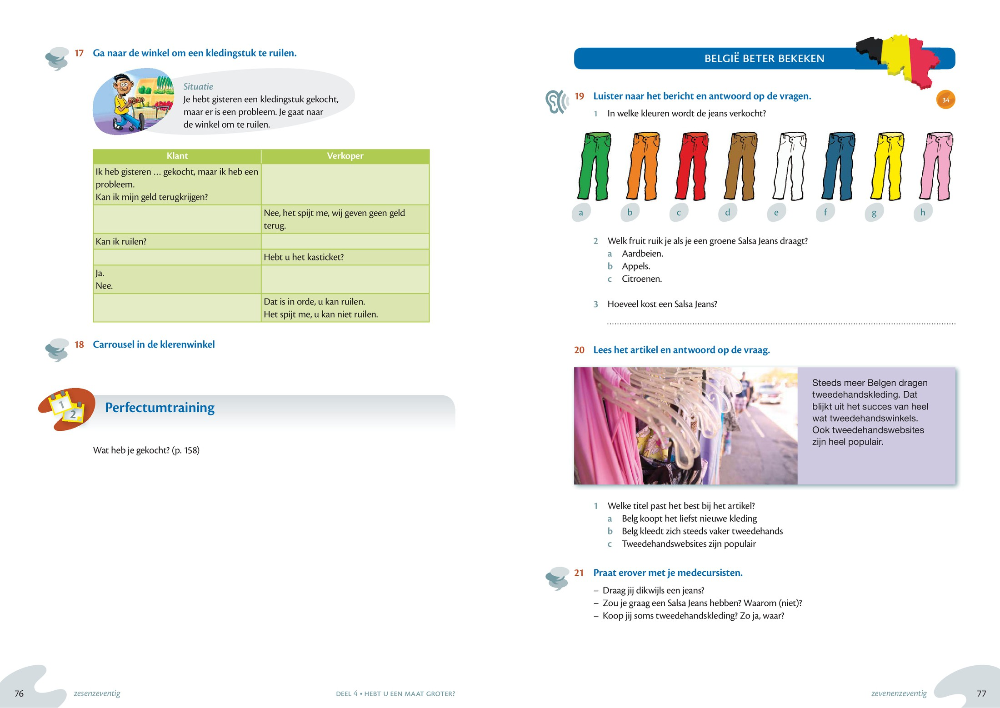 17 Ga naar de winkel om een kledingstuk te ruilen.
Situatie
Je hebt gisteren een kledingstuk gekocht,
maar er is een probleem. Je gaat naar
de winkel om te ruilen.
Klant Verkoper
Ik heb gisteren ... gekocht, maar ik heb een
probleem.
Kan ik mijn geld terugkrijgen?
Nee, het spijt me, wij geven geen geld
terug.
Kan ik ruilen?
Hebt u het kasticket?
Ja.
Nee.
Dat is in orde, u kan ruilen.
Het spijt me, u kan niet ruilen.
18 Carrousel in de klerenwinkel
1
2
Perfectumtraining
Wat heb je gekocht? (p. 158)
76 zesenzeventig DEEL 4 • HEBT U EEN MAAT GROTER?
BELGIË BETER BEKEKEN
19 Luister naar het bericht en antwoord op de vragen.
34
1 In welke kleuren wordt de jeans verkocht?
a b c d e f g h
2 Welk fruit ruik je als je een groene Salsa Jeans draagt?
a Aardbeien.
b Appels.
c Citroenen.
3 Hoeveel kost een Salsa Jeans?
20 Lees het artikel en antwoord op de vraag.
Steeds meer Belgen dragen
tweedehandskleding. Dat
blijkt uit het succes van heel
wat tweedehandswinkels.
Ook tweedehandswebsites
zijn heel populair.
1 Welke titel past het best bij het artikel?
a Belg koopt het liefst nieuwe kleding
b Belg kleedt zich steeds vaker tweedehands
c Tweedehandswebsites zijn populair
21 Praat erover met je medecursisten.
– Draag jij dikwijls een jeans?
– Zou je graag een Salsa Jeans hebben? Waarom (niet)?
– Koop jij soms tweedehandskleding? Zo ja, waar?
zevenenzeventig 77